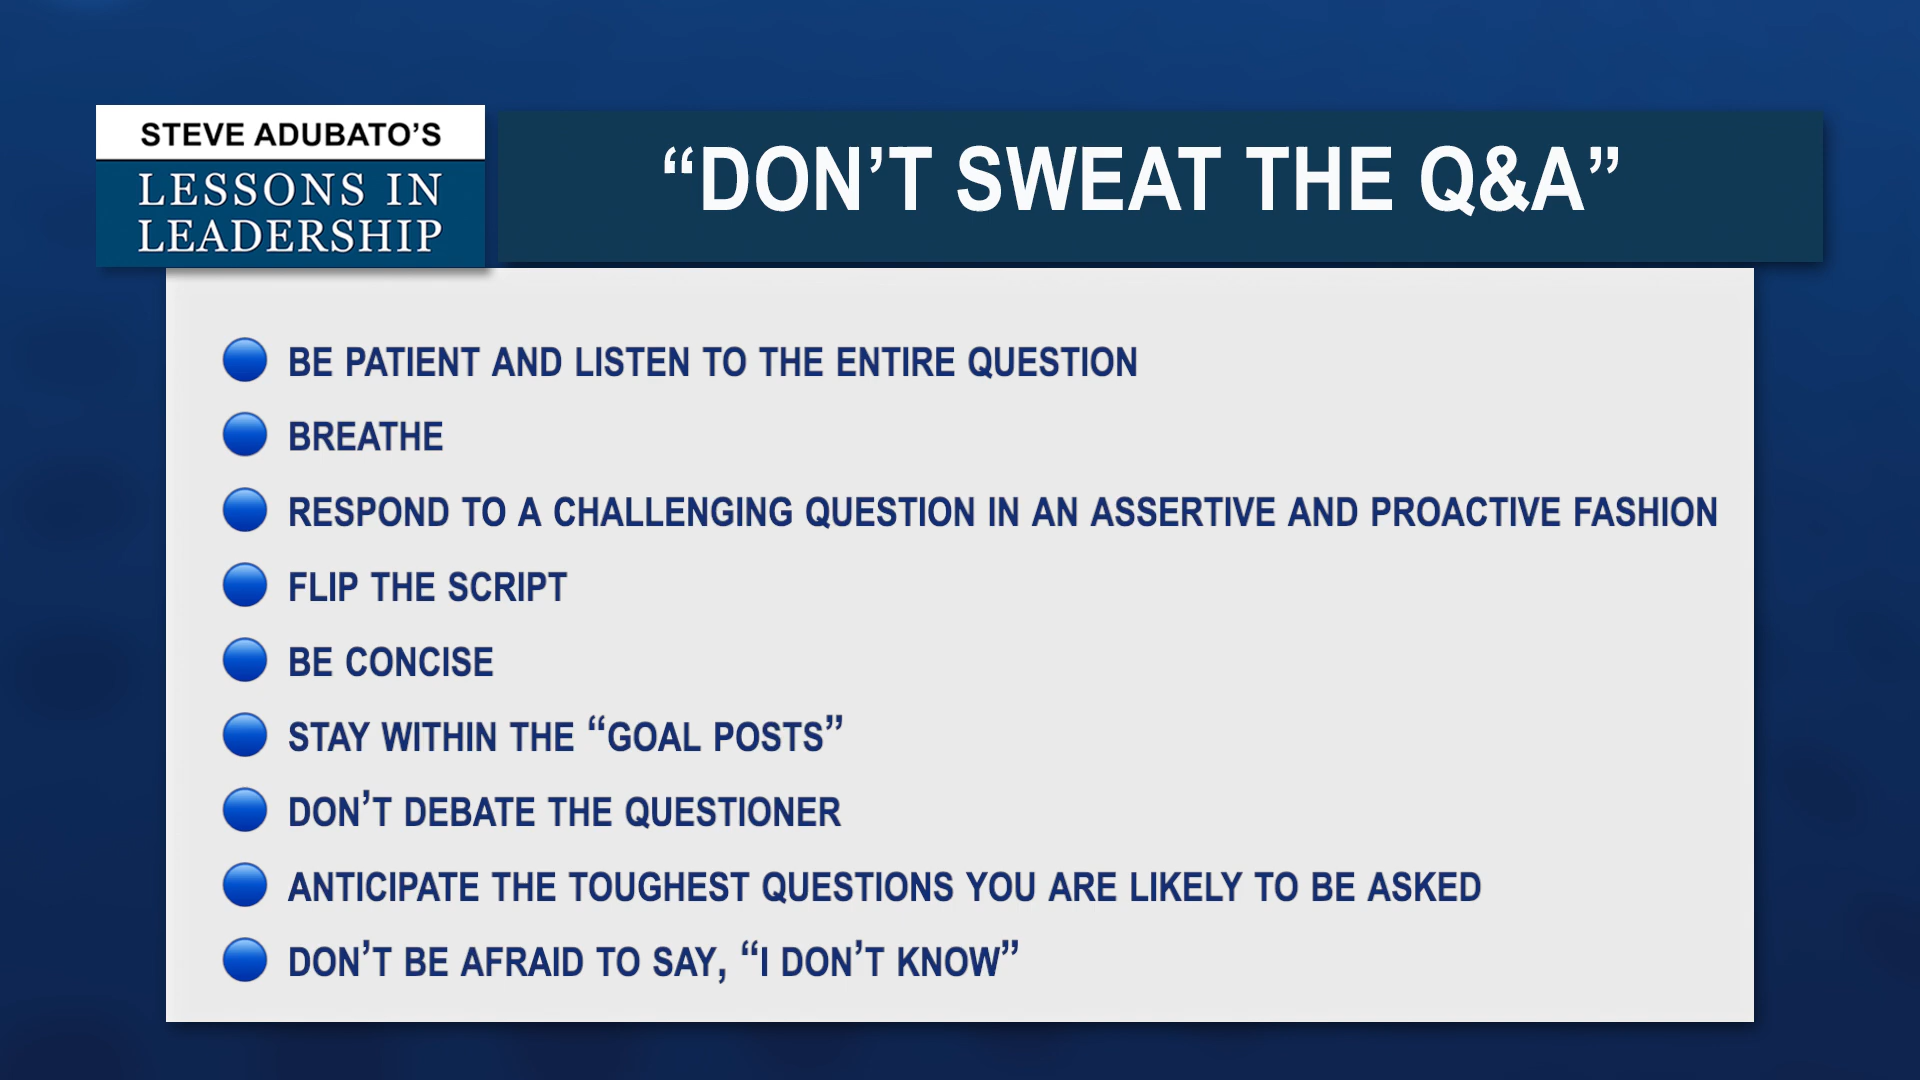 STEVE ADUBATO’S
LESSONS IN
LEADERSHIP
“DON’T SWEAT THE Q&A”
BE PATIENT AND LISTEN TO THE ENTIRE QUESTION
BREATHE
RESPOND TO A CHALLENGING QUESTION IN AN ASSERTIVE AND PROACTIVE FASHION
FLIP THE SCRIPT
BE CONCISE
STAY WITHIN THE “GOAL POSTS”
DON’T DEBATE THE QUESTIONER
ANTICIPATE THE TOUGHEST QUESTIONS YOU ARE LIKELY TO BE ASKED
DON’T BE AFRAID TO SAY, “I DON’T KNOW”